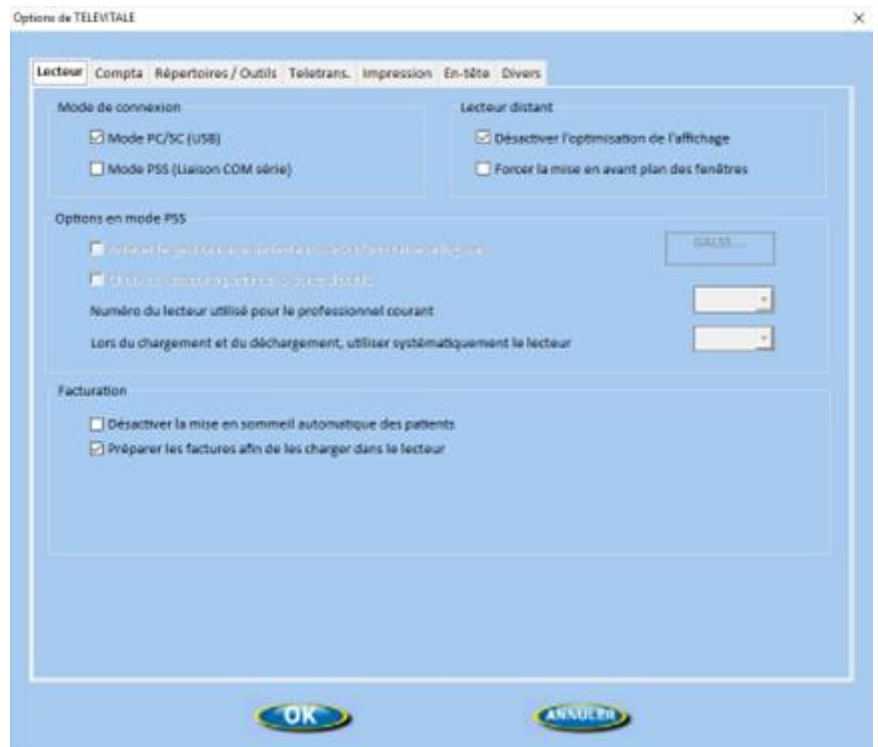 Options de TELEVITALE
Lecteur Compta Répertoires / Outils Teletrans. Impression En-tête Divers
Mode de connexion
Mode PC/SC (USB)
Mode PSS (Liaison COM série)
Lecteur distant
Désactiver l'optimisation de l'affichage
Forcer la mise en avant plan des fenêtres
Options en mode PSS
GALSS...
Numéro du lecteur utilisé pour le professionnel courant
Lors du chargement et du déchargement, utiliser systématiquement le lecteur
Facturation
Désactiver la mise en sommeil automatique des patients
Préparer les factures afin de les charger dans le lecteur
OK
ANNULER